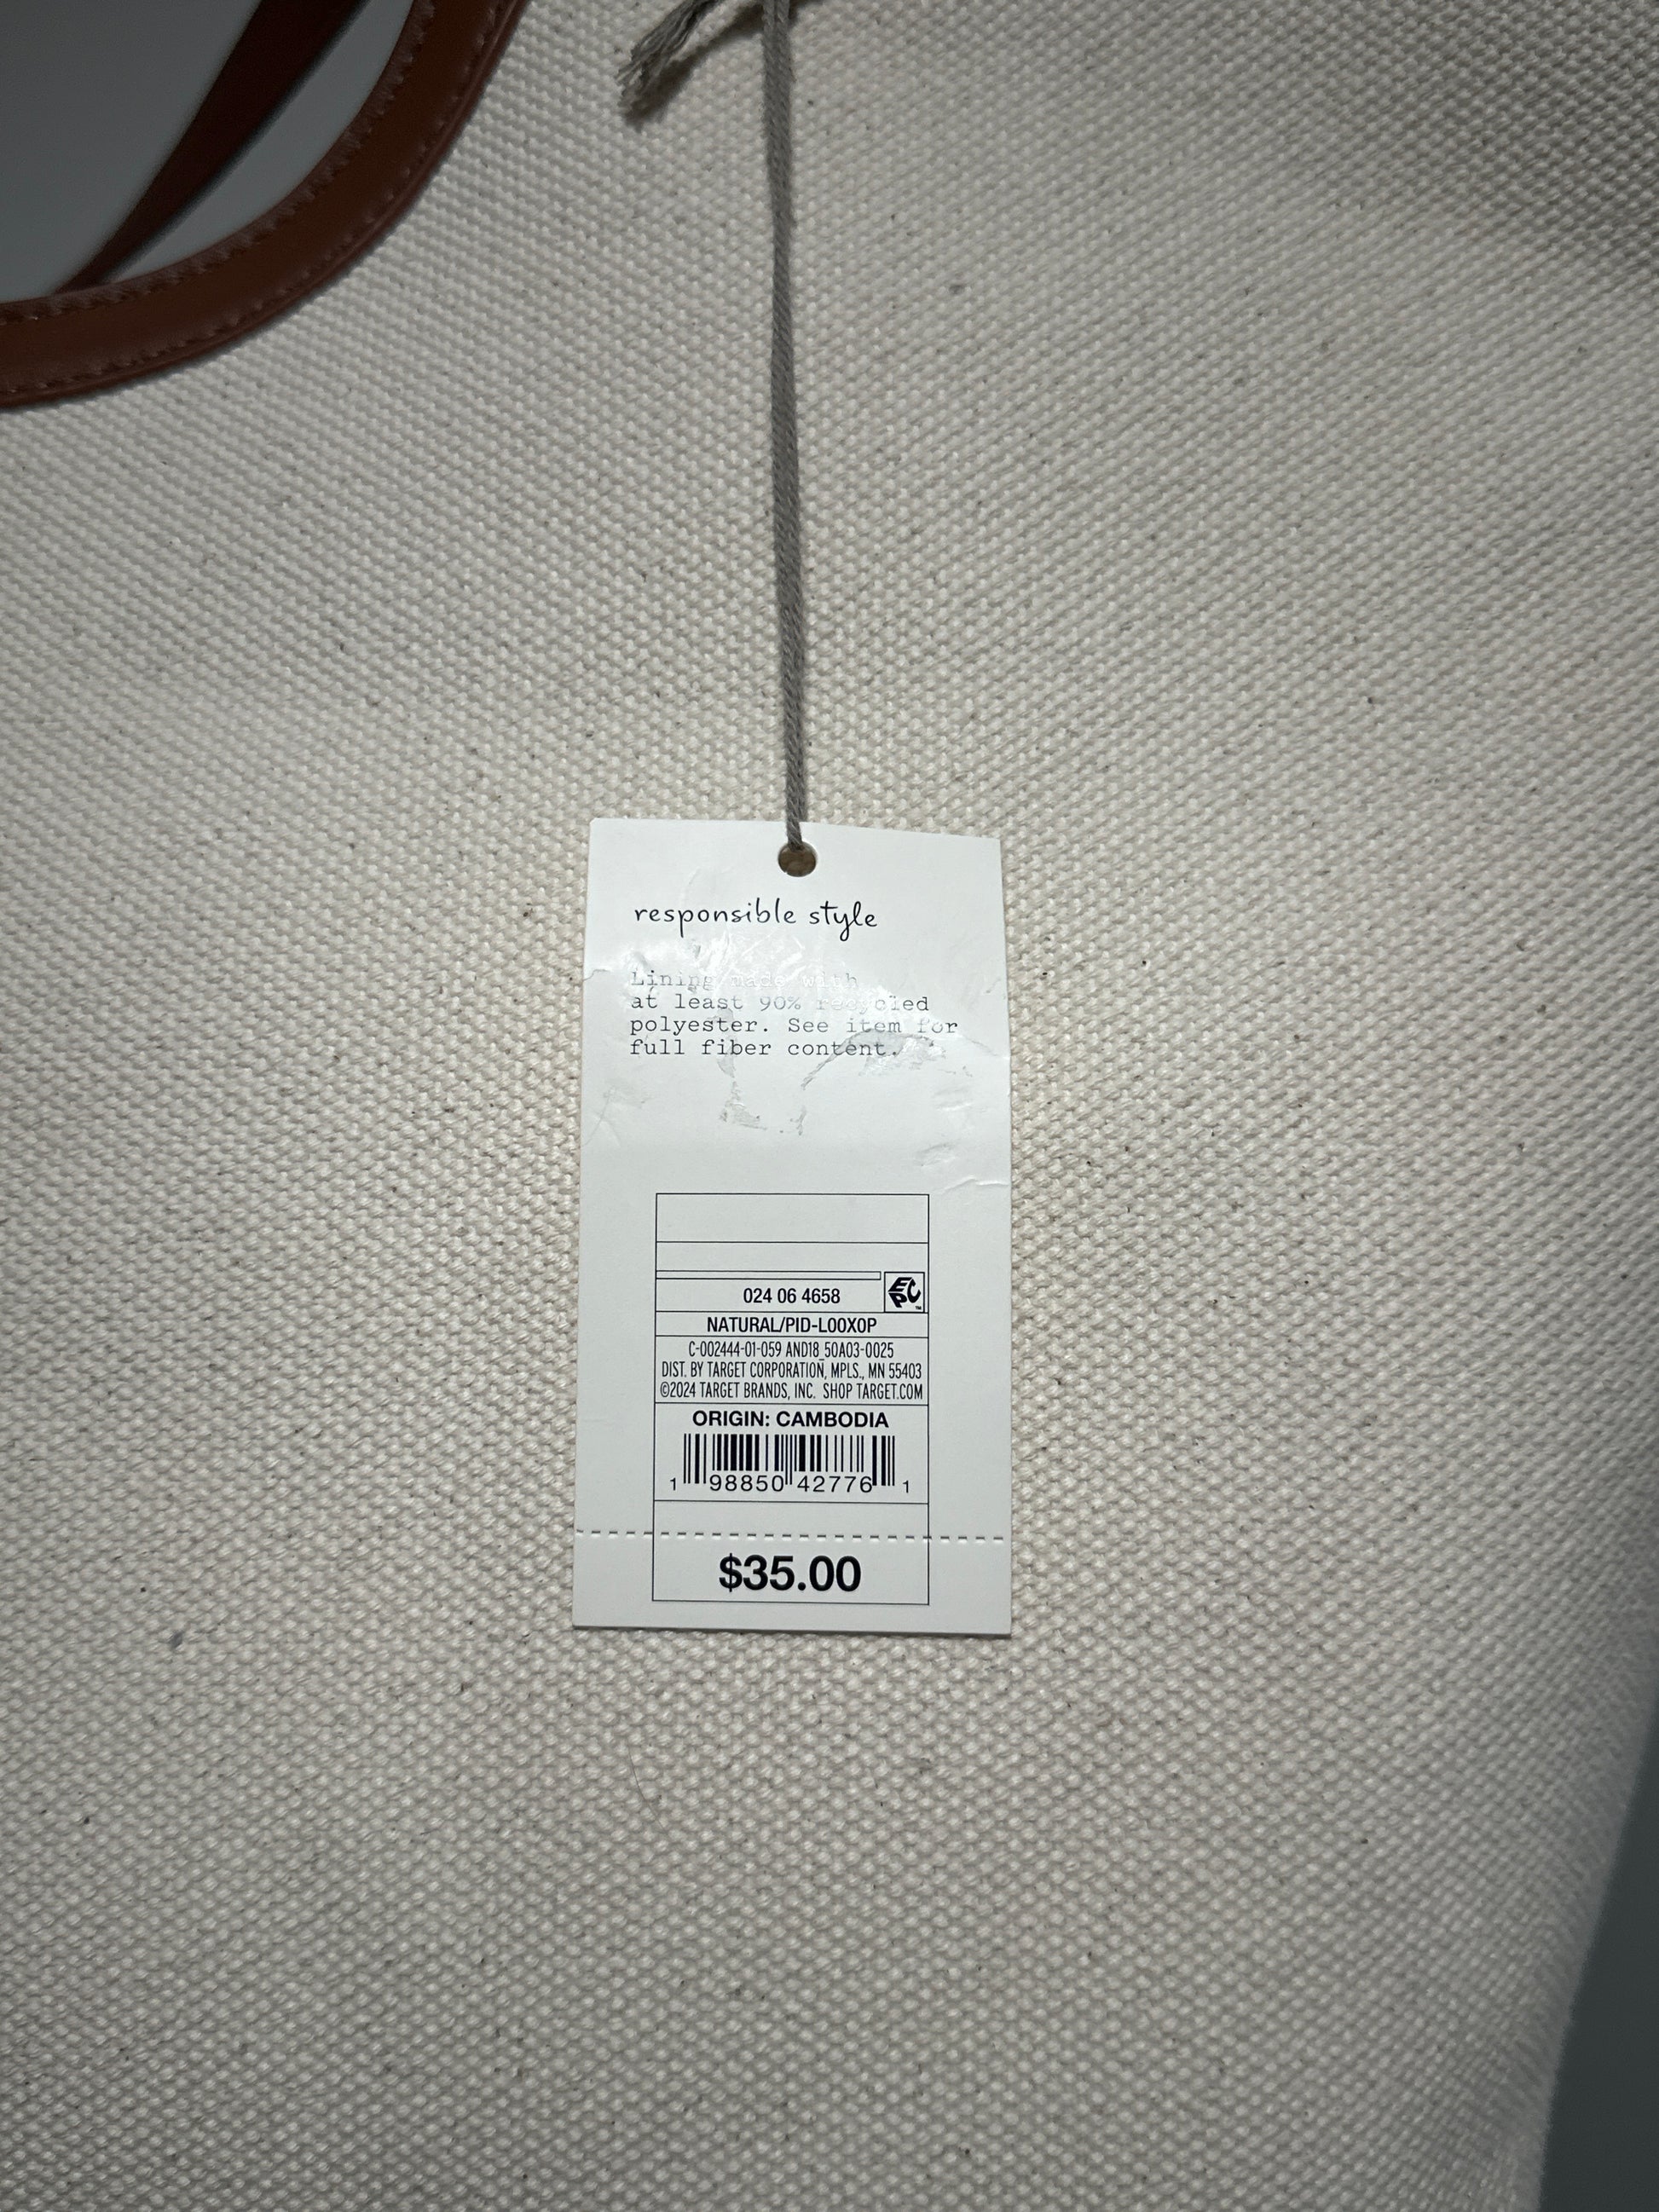 responsible style
Lining made with
at least 90% recycled
polyester. See item for
full fiber content.
024 06 4658
EPC™
NATURAL/PID-L00X0P
C-002444-01-059 AND18_50A03-0025
DIST. BY TARGET CORPORATION, MPLS., MN 55403
©2024 TARGET BRANDS, INC. SHOP TARGET.COM
ORIGIN: CAMBODIA
1 98850 42776 1
$35.00